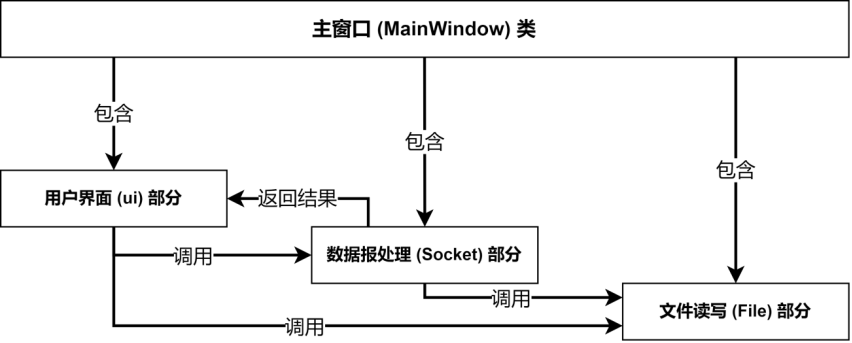 主窗口 (MainWindow) 类
包含
包含
包含
用户界面 (ui) 部分
返回结果
调用
数据报处理 (Socket) 部分
调用
文件读写 (File) 部分
调用